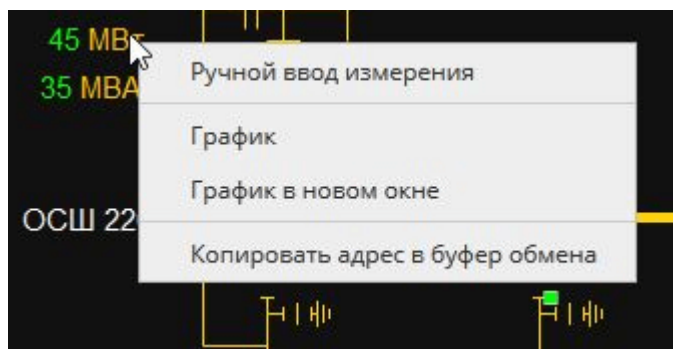 45 МВт
Ручной ввод измерения
35 МВА
График
График в новом окне
ОСШ 22
Копировать адрес в буфер обмена